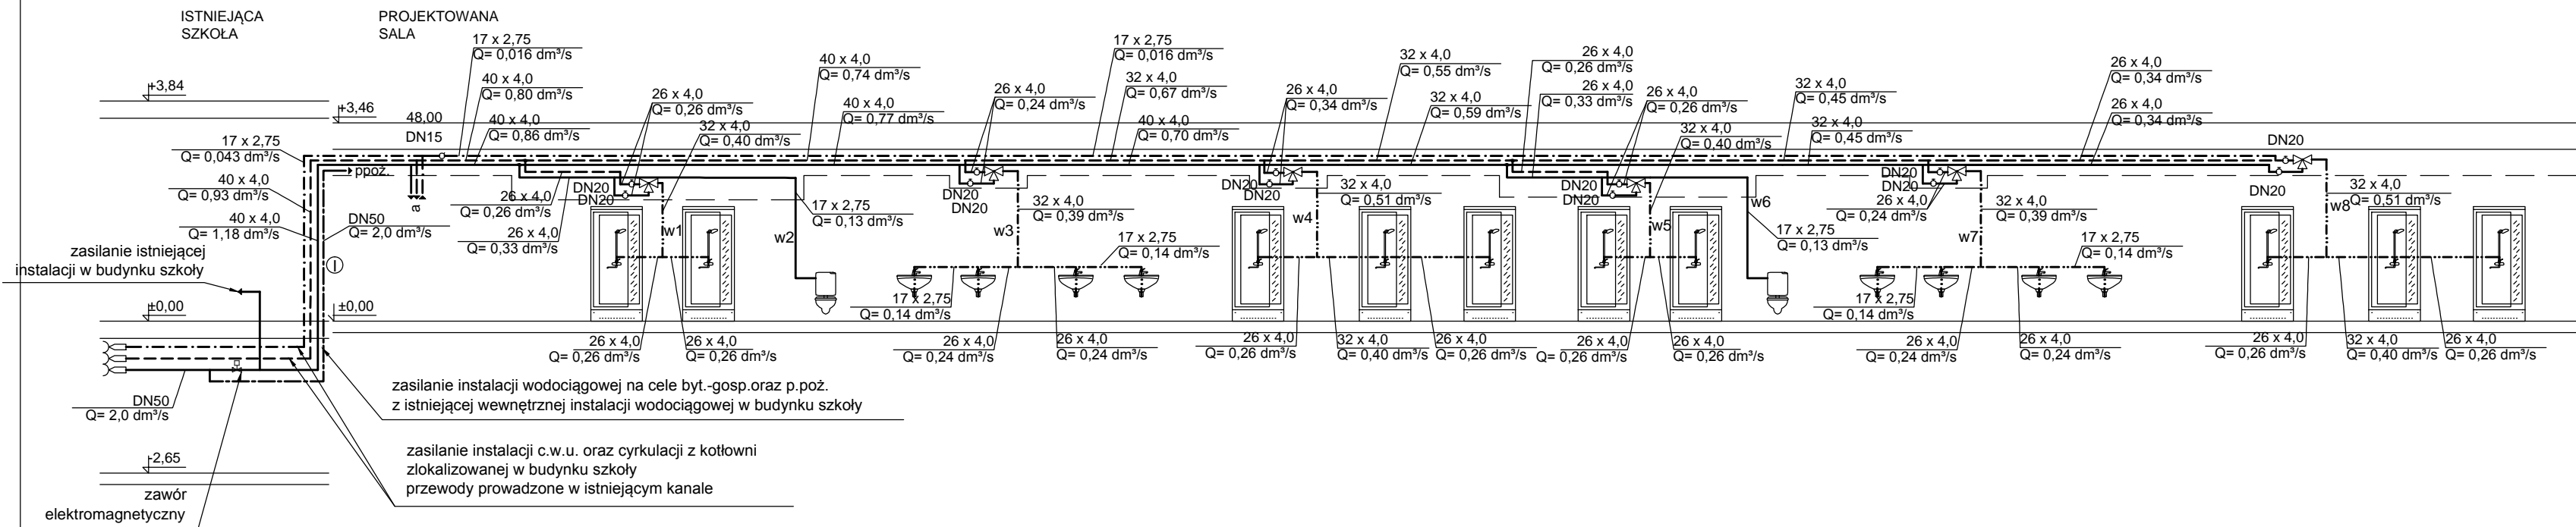 ISTNIEJĄCA
SZKOŁA
PROJEKTOWANA
SALA
17 x 2,75
Q= 0,016 dm³/s
40 x 4,0
Q= 0,80 dm³/s
40 x 4,0
Q= 0,86 dm³/s
26 x 4,0
Q= 0,26 dm³/s
32 x 4,0
Q= 0,40 dm³/s
40 x 4,0
Q= 0,74 dm³/s
40 x 4,0
Q= 0,77 dm³/s
26 x 4,0
Q= 0,24 dm³/s
17 x 2,75
Q= 0,016 dm³/s
32 x 4,0
Q= 0,67 dm³/s
40 x 4,0
Q= 0,70 dm³/s
26 x 4,0
Q= 0,34 dm³/s
32 x 4,0
Q= 0,55 dm³/s
32 x 4,0
Q= 0,59 dm³/s
26 x 4,0
Q= 0,26 dm³/s
26 x 4,0
Q= 0,33 dm³/s
26 x 4,0
Q= 0,26 dm³/s
32 x 4,0
Q= 0,40 dm³/s
32 x 4,0
Q= 0,45 dm³/s
32 x 4,0
Q= 0,45 dm³/s
26 x 4,0
Q= 0,34 dm³/s
26 x 4,0
Q= 0,34 dm³/s
+3,84
+3,46
48,00
DN15
17 x 2,75
Q= 0,043 dm³/s
ppoż.
40 x 4,0
Q= 0,93 dm³/s
40 x 4,0
Q= 1,18 dm³/s
DN50
Q= 2,0 dm³/s
a
I
26 x 4,0
Q= 0,26 dm³/s
26 x 4,0
Q= 0,33 dm³/s
DN20
DN20
w1
w2
17 x 2,75
Q= 0,13 dm³/s
DN20
DN20
w3
32 x 4,0
Q= 0,39 dm³/s
17 x 2,75
Q= 0,14 dm³/s
17 x 2,75
Q= 0,14 dm³/s
DN20
DN20
w4
32 x 4,0
Q= 0,51 dm³/s
DN20
DN20
w5
w6
17 x 2,75
Q= 0,13 dm³/s
DN20
DN20
26 x 4,0
Q= 0,24 dm³/s
w7
32 x 4,0
Q= 0,39 dm³/s
17 x 2,75
Q= 0,14 dm³/s
17 x 2,75
Q= 0,14 dm³/s
DN20
DN20
w8
32 x 4,0
Q= 0,51 dm³/s
zasilanie istniejącej
instalacji w budynku szkoły
±0,00
±0,00
26 x 4,0
Q= 0,26 dm³/s
26 x 4,0
Q= 0,26 dm³/s
26 x 4,0
Q= 0,24 dm³/s
26 x 4,0
Q= 0,24 dm³/s
26 x 4,0
Q= 0,26 dm³/s
32 x 4,0
Q= 0,40 dm³/s
26 x 4,0
Q= 0,26 dm³/s
26 x 4,0
Q= 0,26 dm³/s
26 x 4,0
Q= 0,26 dm³/s
26 x 4,0
Q= 0,24 dm³/s
26 x 4,0
Q= 0,24 dm³/s
26 x 4,0
Q= 0,26 dm³/s
32 x 4,0
Q= 0,40 dm³/s
26 x 4,0
Q= 0,26 dm³/s
DN50
Q= 2,0 dm³/s
zasilanie instalacji wodociągowej na cele byt.-gosp.oraz p.poż.
z istniejącej wewnętrznej instalacji wodociągowej w budynku szkoły
zasilanie instalacji c.w.u. oraz cyrkulacji z kotłowni
zlokalizowanej w budynku szkoły
przewody prowadzone w istniejącym kanale
-2,65
zawór
elektromagnetyczny